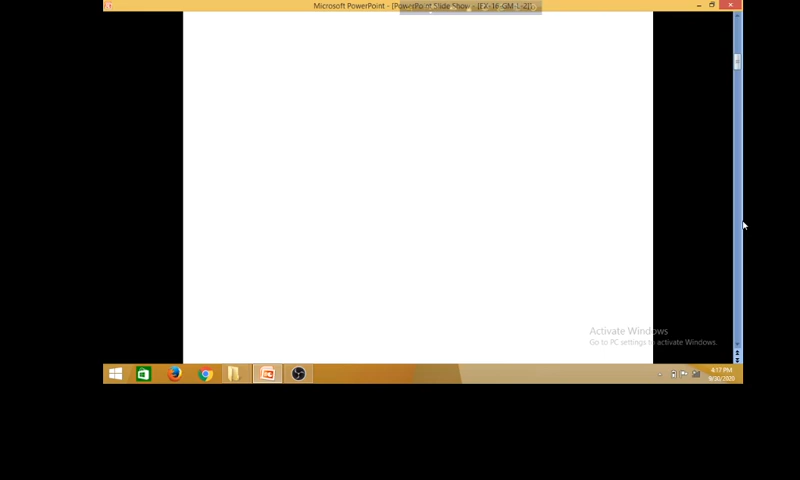 Microsoft PowerPoint - [PowerPoint Slide Show - [EX-16-GM-L-2]]
Activate Windows
Go to PC settings to activate Windows.
4:17 PM
9/30/2020